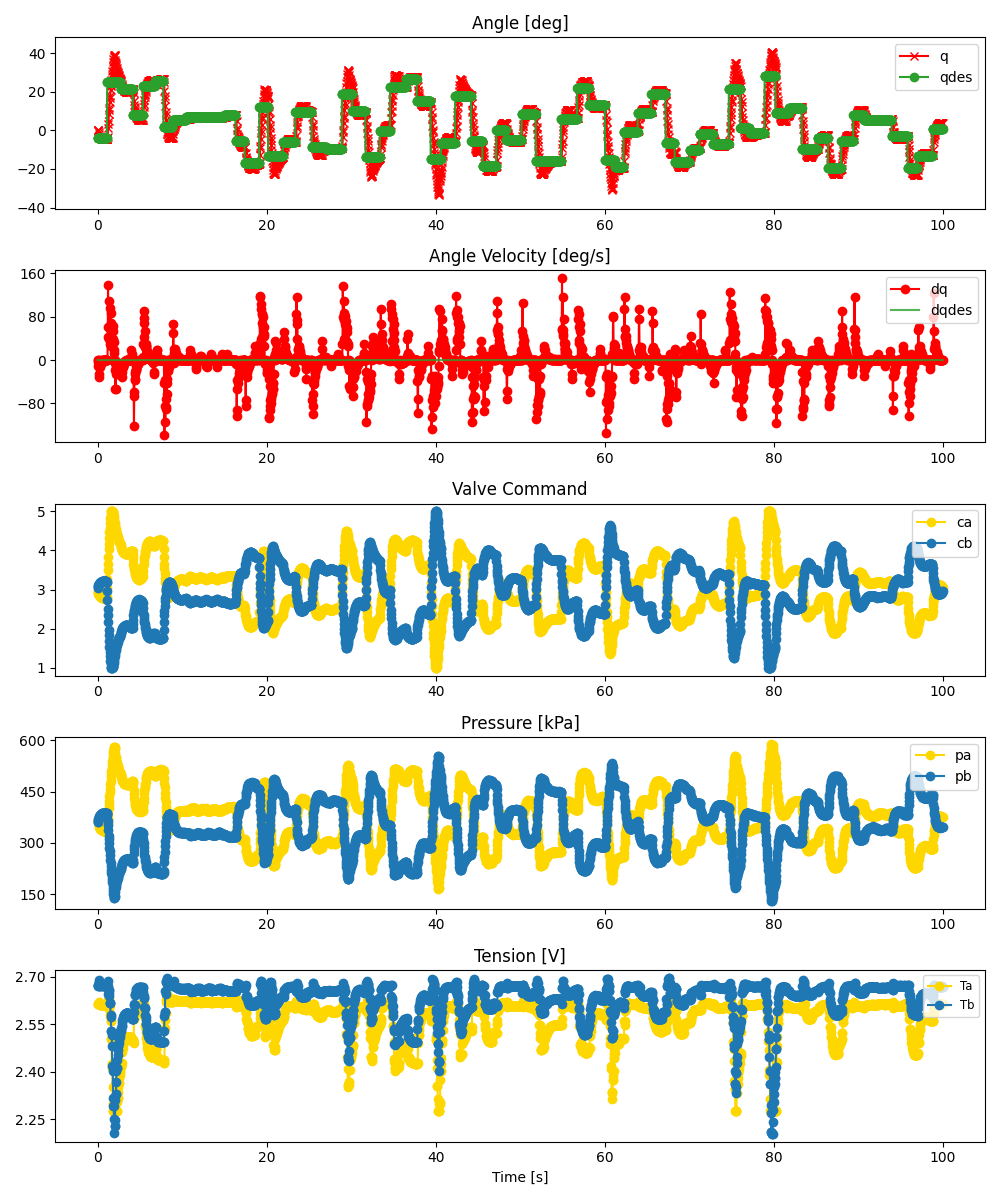 Angle [deg]
40
20
0
−20
−40
q
qdes
0 20 40 60 80 100
Angle Velocity [deg/s]
160
80
0
−80
dq
dqdes
0 20 40 60 80 100
Valve Command
5
4
3
2
1
ca
cb
0 20 40 60 80 100
Pressure [kPa]
600
450
300
150
pa
pb
0 20 40 60 80 100
Tension [V]
2.70
2.55
2.40
2.25
Ta
Tb
0 20 40 60 80 100
Time [s]